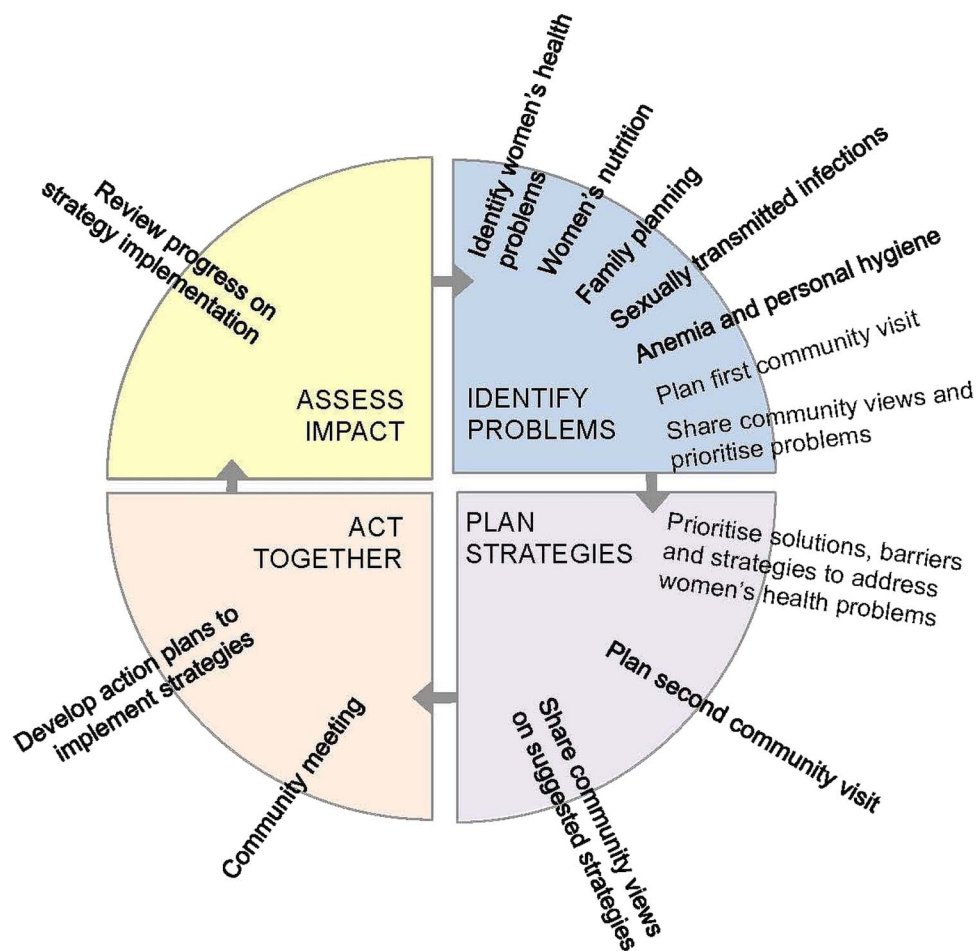 Identify women's health
problems
Women's nutrition
Family planning
Sexually transmitted infections
Anemia and personal hygiene
Plan first community visit
Share community views and
prioritise problems
IDENTIFY
PROBLEMS
PLAN
STRATEGIES
Prioritise solutions, barriers
and strategies to address
women's health problems
Plan second community visit
Share community views
on suggested strategies
ACT
TOGETHER
Community meeting
Develop action plans to
implement strategies
ASSESS
IMPACT
Review progress on
strategy implementation